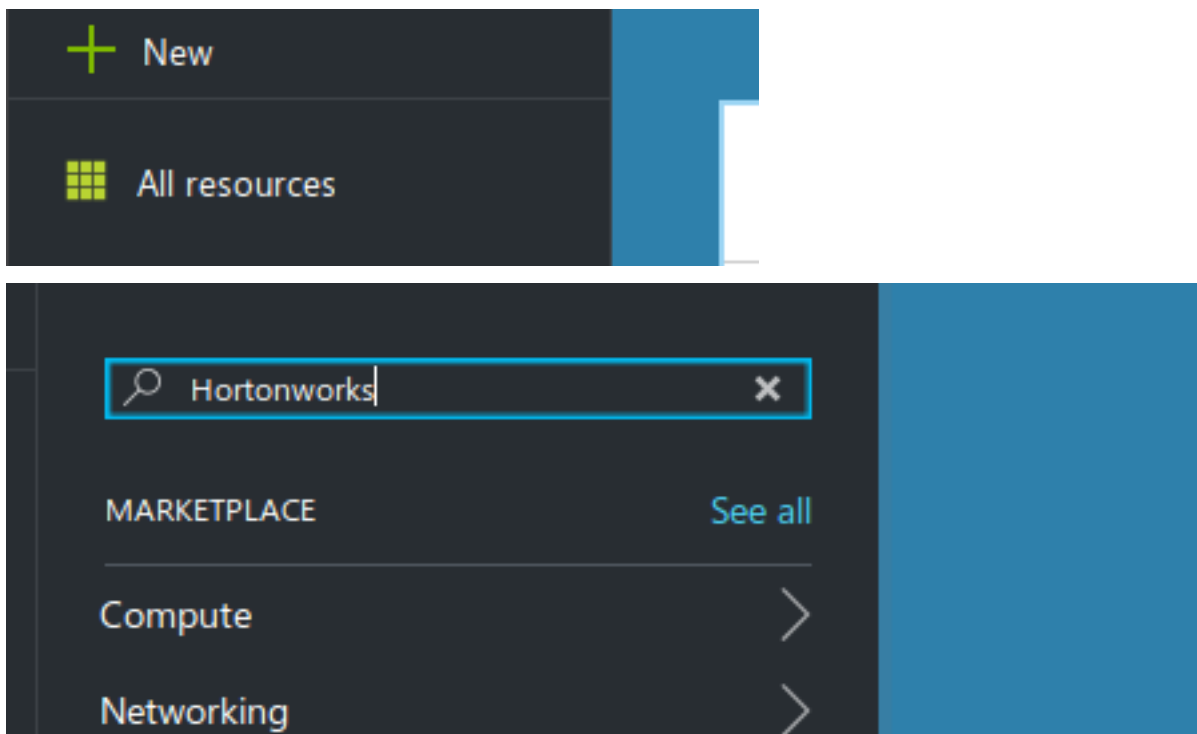 New
All resources
Hortonworks
MARKETPLACE See all
Compute
Networking